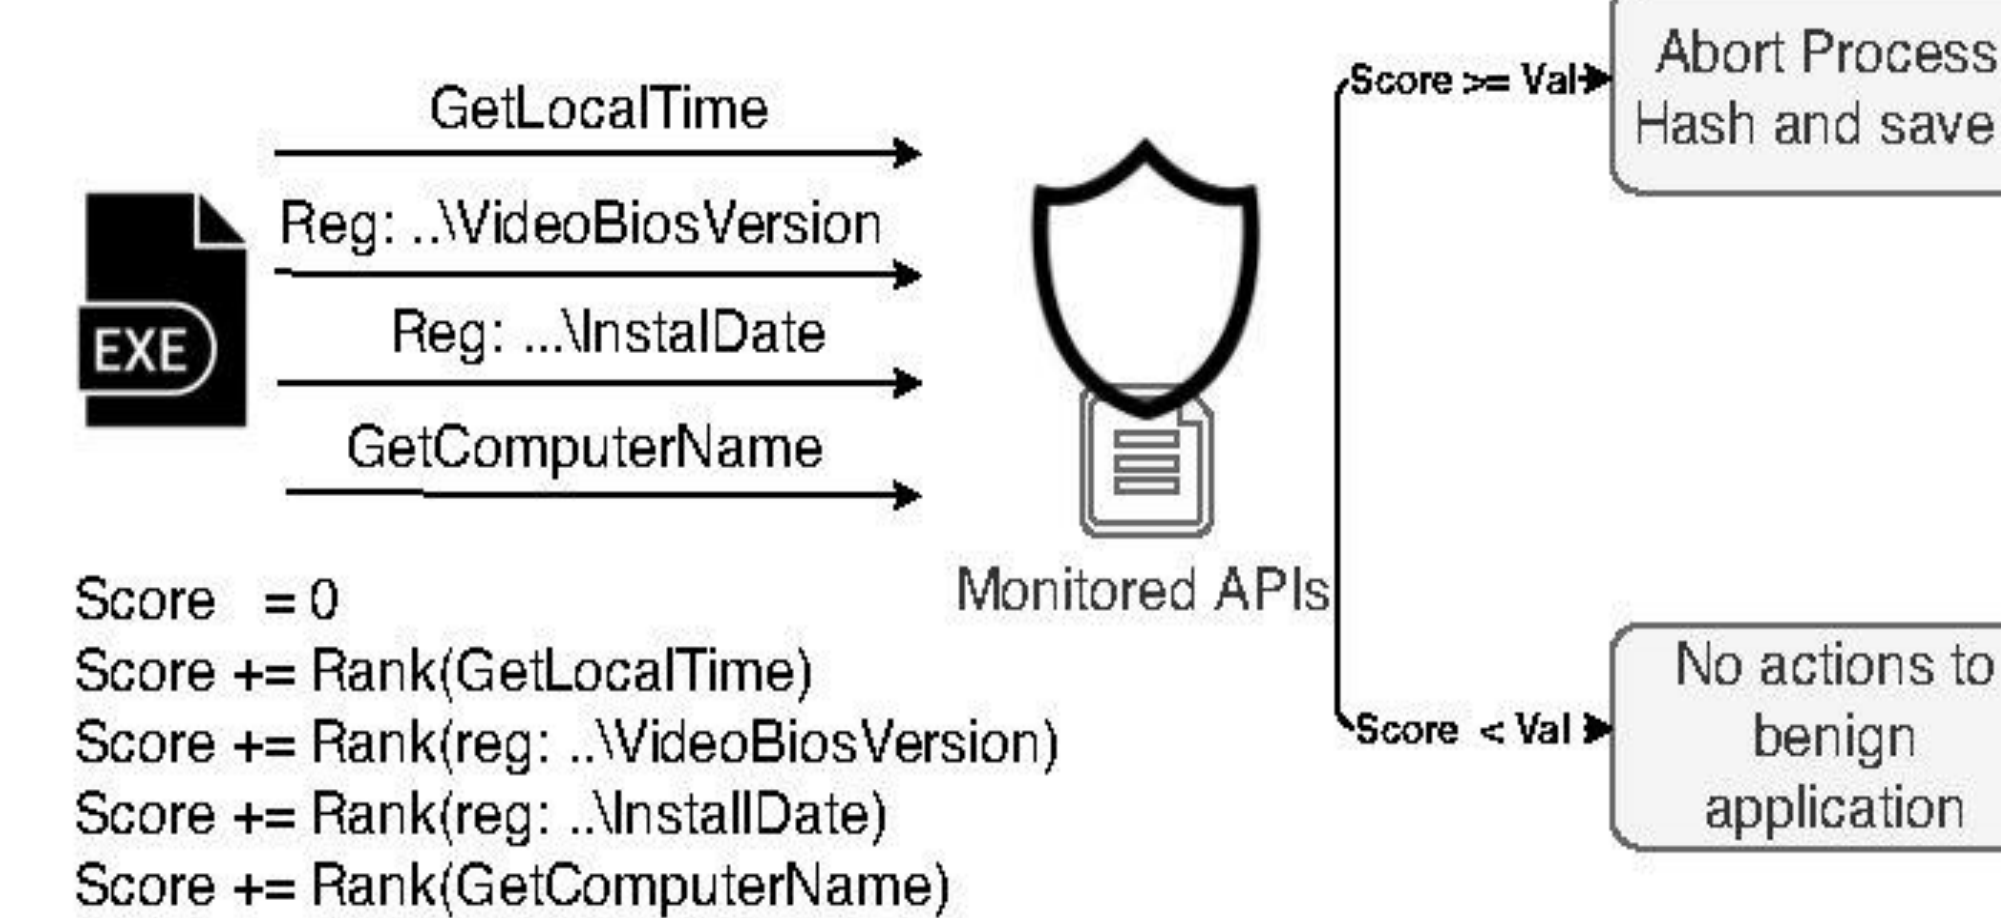 GetLocalTime
Reg: ..\VideoBiosVersion
Reg: ...\InstalDate
GetComputerName
EXE
Monitored APIs
Score >= Val
Abort Process
Hash and save
Score < Val
No actions to
benign
application
Score = 0
Score += Rank(GetLocalTime)
Score += Rank(reg: ..\VideoBiosVersion)
Score += Rank(reg: ..\InstallDate)
Score += Rank(GetComputerName)